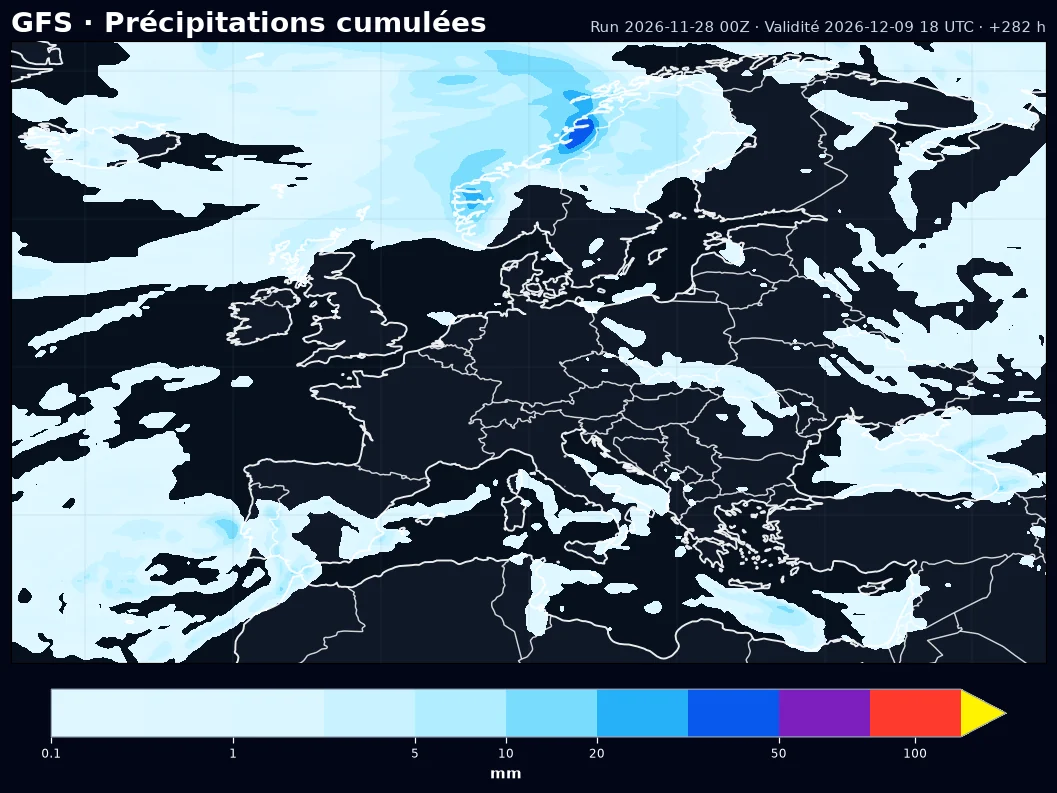 GFS · Précipitations cumulées
Run 2026-11-28 00Z · Validité 2026-12-09 18 UTC · +282 h
0.1 1 5 10 20 50 100
mm